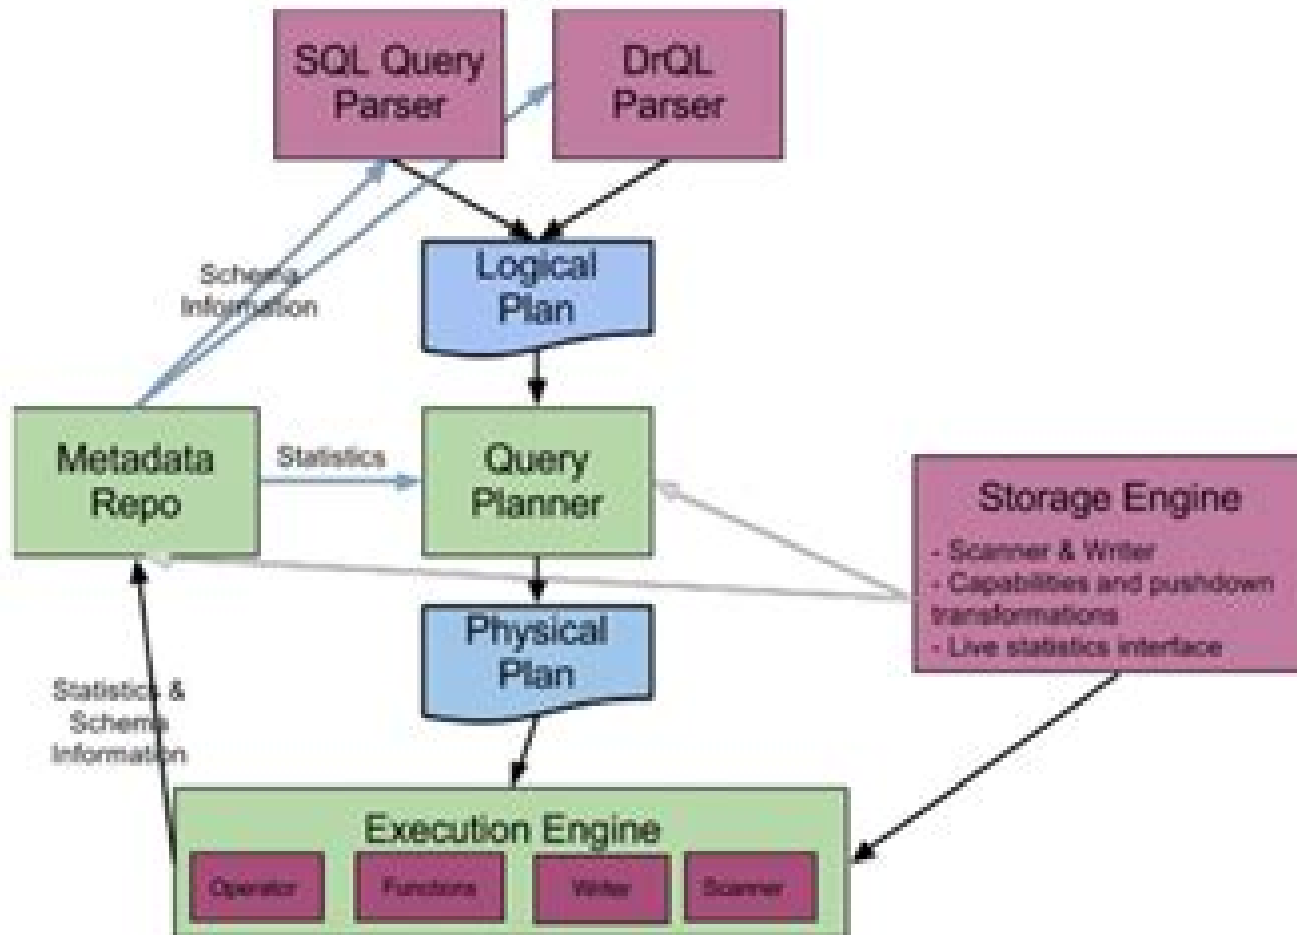 SQL Query
Parser
DrQL
Parser
Schema
Information
Logical
Plan
Metadata
Repo
Statistics
Query
Planner
Storage Engine
- Scanner & Writer
- Capabilities and pushdown
transformations
- Live statistics interface
Physical
Plan
Statistics &
Schema
Information
Execution Engine
Operator
Functions
Writer
Scanner